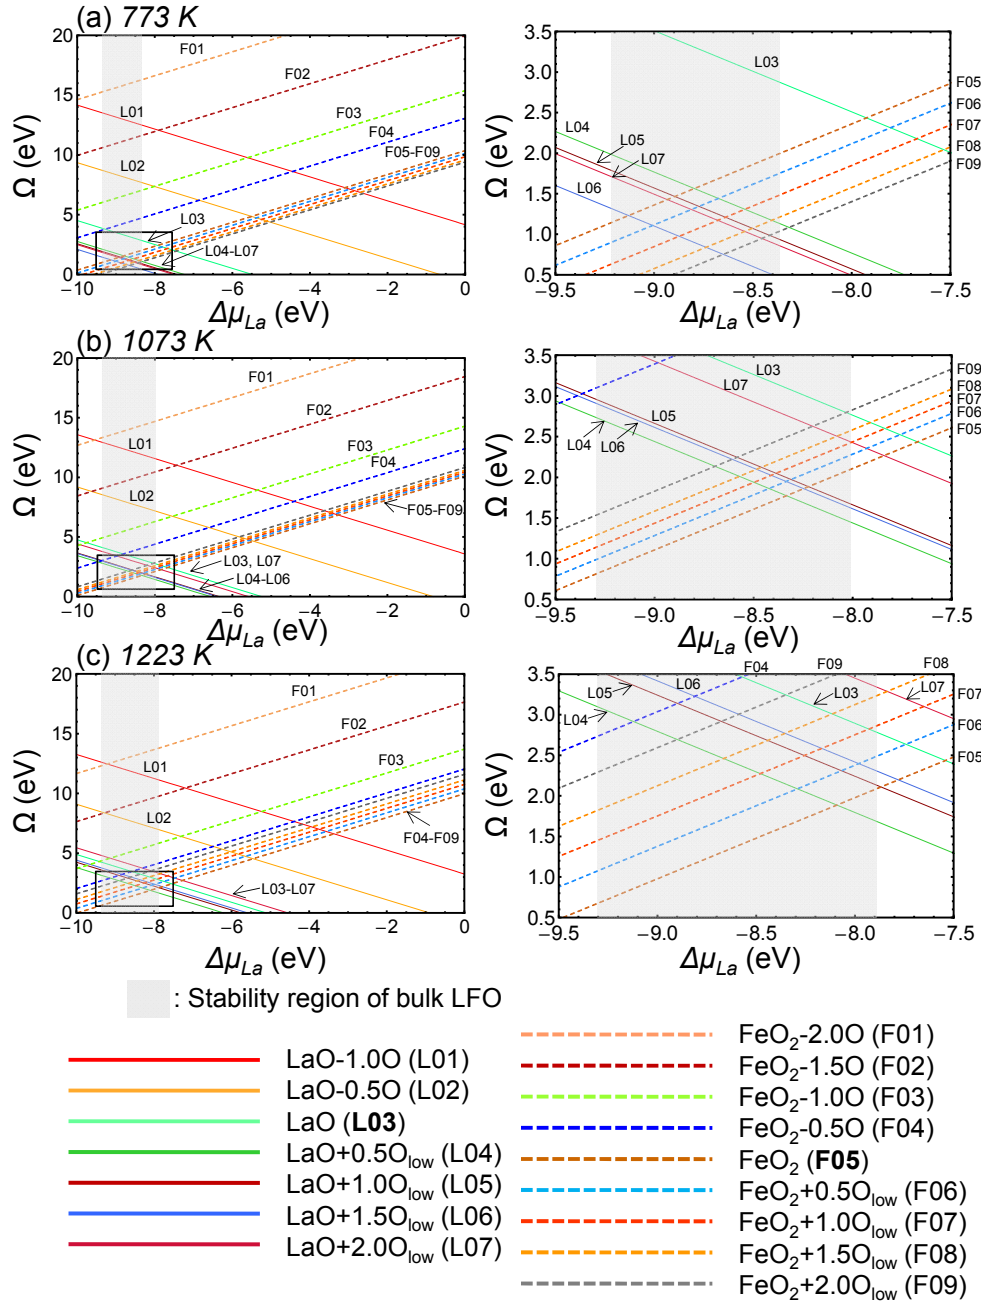 (a) 773 K
20
15
10
5
0
Ω (eV)
F01
F02
F03
F04
F05-F09
L01
L02
L03
L04-L07
−10 −8 −6 −4 −2 0
Δμ_La (eV)
3.5
3.0
2.5
2.0
1.5
1.0
0.5
Ω (eV)
L03
L04
L05
L07
L06
F05
F06
F07
F08
F09
−9.5 −9.0 −8.5 −8.0 −7.5
Δμ_La (eV)
(b) 1073 K
20
15
10
5
0
Ω (eV)
F01
F02
F03
F04
F05-F09
L01
L02
L03, L07
L04-L06
−10 −8 −6 −4 −2 0
Δμ_La (eV)
3.5
3.0
2.5
2.0
1.5
1.0
0.5
Ω (eV)
L03
L07
L05
L04
L06
F09
F08
F07
F06
F05
−9.5 −9.0 −8.5 −8.0 −7.5
Δμ_La (eV)
(c) 1223 K
20
15
10
5
0
Ω (eV)
F01
F02
F03
F04-F09
L01
L02
L03-L07
−10 −8 −6 −4 −2 0
Δμ_La (eV)
3.5
3.0
2.5
2.0
1.5
1.0
0.5
Ω (eV)
F04
F09
F08
L05
L06
L03
L07
L04
F07
F06
F05
−9.5 −9.0 −8.5 −8.0 −7.5
Δμ_La (eV)
: Stability region of bulk LFO
LaO-1.0O (L01)
LaO-0.5O (L02)
LaO (L03)
LaO+0.5O_low (L04)
LaO+1.0O_low (L05)
LaO+1.5O_low (L06)
LaO+2.0O_low (L07)
FeO₂-2.0O (F01)
FeO₂-1.5O (F02)
FeO₂-1.0O (F03)
FeO₂-0.5O (F04)
FeO₂ (F05)
FeO₂+0.5O_low (F06)
FeO₂+1.0O_low (F07)
FeO₂+1.5O_low (F08)
FeO₂+2.0O_low (F09)